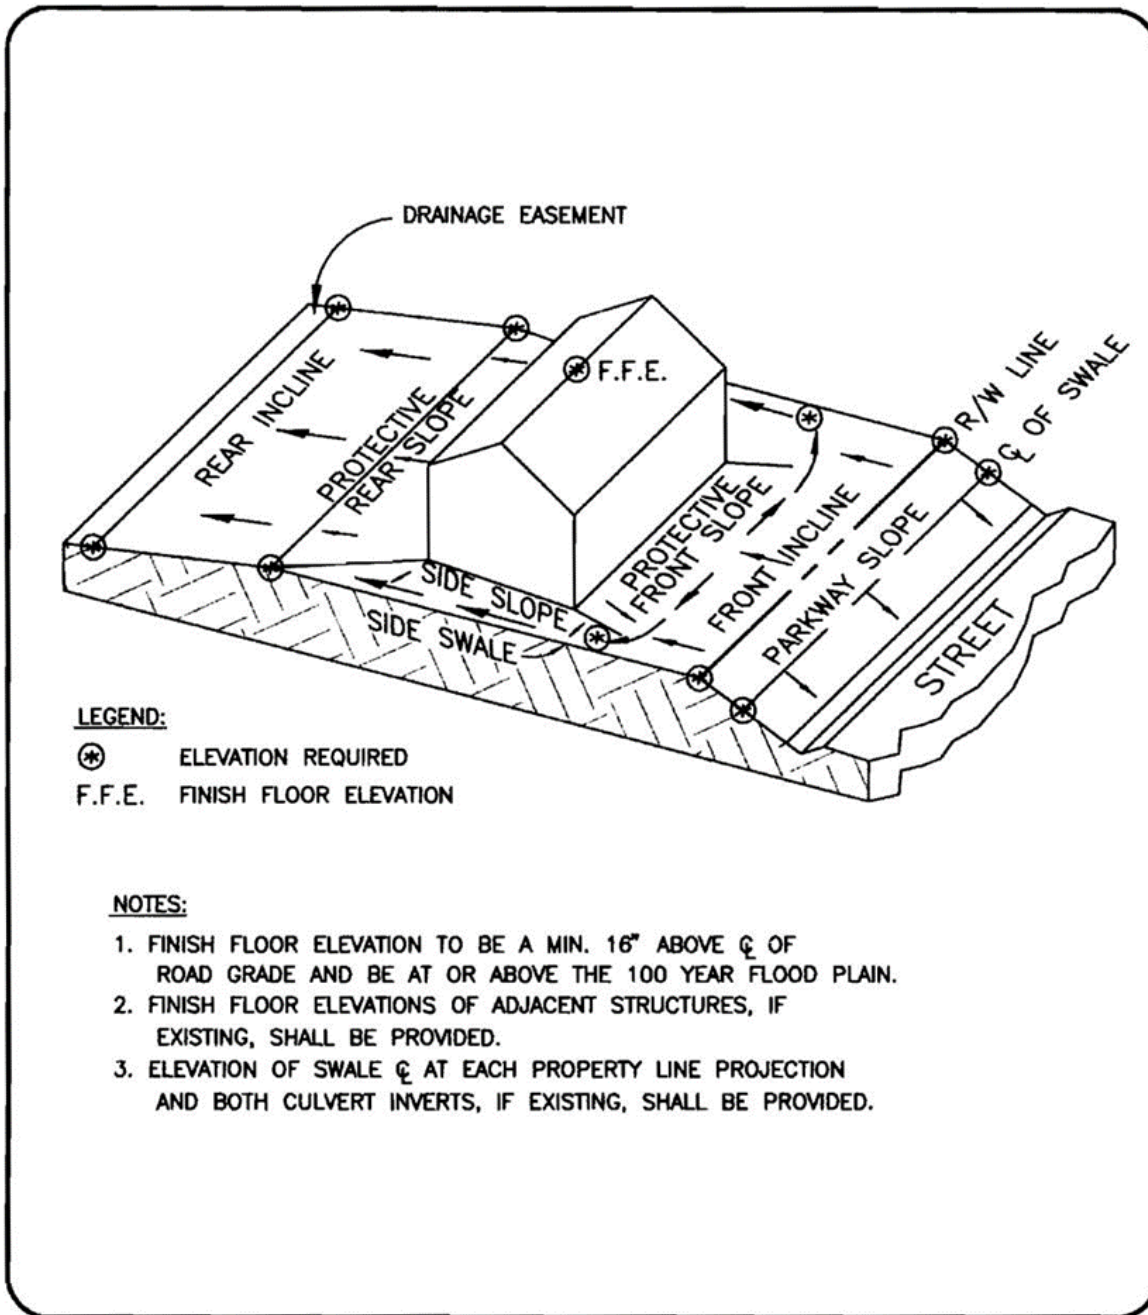 DRAINAGE EASEMENT
F.F.E.
R/W LINE
℄ OF SWALE
REAR INCLINE
PROTECTIVE
REAR SLOPE
PROTECTIVE
FRONT SLOPE
FRONT INCLINE
PARKWAY SLOPE
STREET
SIDE SLOPE
SIDE SWALE
LEGEND:
ELEVATION REQUIRED
F.F.E. FINISH FLOOR ELEVATION
NOTES:
1. FINISH FLOOR ELEVATION TO BE A MIN. 16" ABOVE ℄ OF
ROAD GRADE AND BE AT OR ABOVE THE 100 YEAR FLOOD PLAIN.
2. FINISH FLOOR ELEVATIONS OF ADJACENT STRUCTURES, IF
EXISTING, SHALL BE PROVIDED.
3. ELEVATION OF SWALE ℄ AT EACH PROPERTY LINE PROJECTION
AND BOTH CULVERT INVERTS, IF EXISTING, SHALL BE PROVIDED.